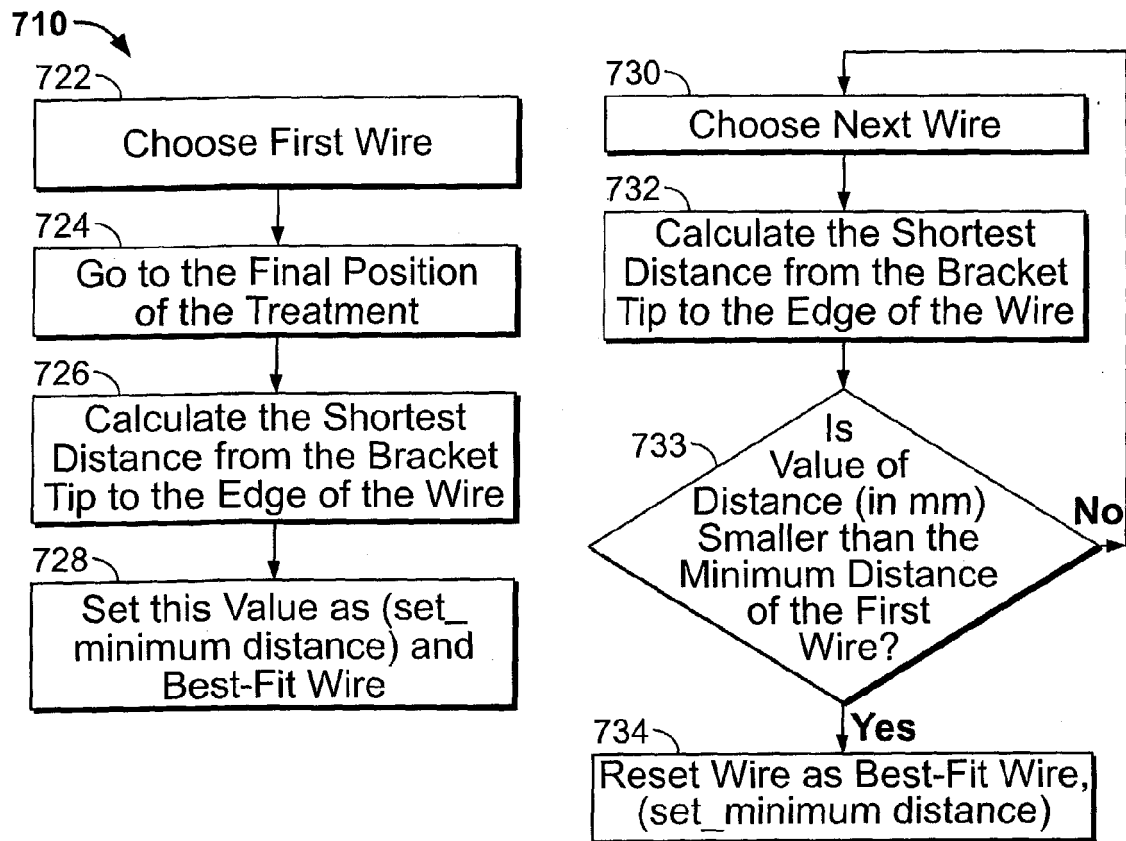 710
722
Choose First Wire
724
Go to the Final Position
of the Treatment
726
Calculate the Shortest
Distance from the Bracket
Tip to the Edge of the Wire
728
Set this Value as (set_
minimum distance) and
Best-Fit Wire
730
Choose Next Wire
732
Calculate the Shortest
Distance from the Bracket
Tip to the Edge of the Wire
733
Is
Value of
Distance (in mm)
Smaller than the
Minimum Distance
of the First
Wire?
No
Yes
734
Reset Wire as Best-Fit Wire,
(set_minimum distance)